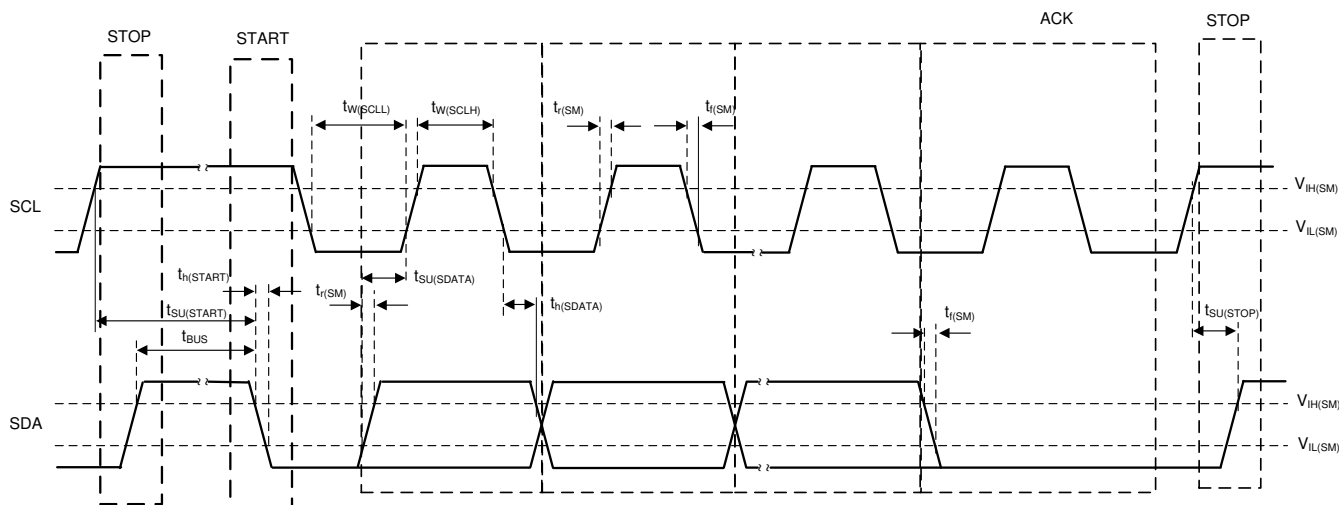 ACK
STOP
START
STOP
tW(SCLL)
tW(SCLH)
tr(SM)
tf(SM)
SCL
VIH(SM)
VIL(SM)
th(START)
tr(SM)
tSU(SDATA)
tSU(START)
th(SDATA)
tf(SM)
tSU(STOP)
tBUS
SDA
VIH(SM)
VIL(SM)